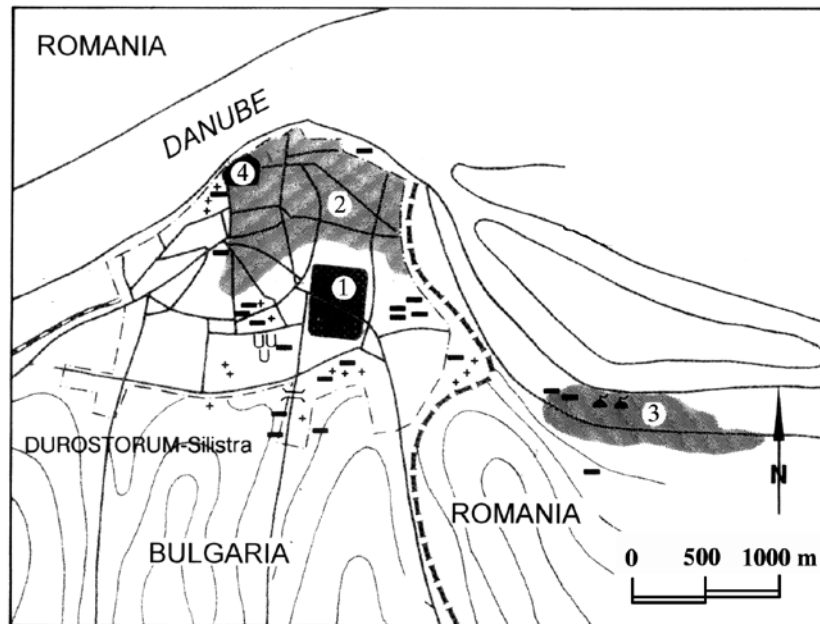 ROMANIA
DANUBE
4
2
1
DUROSTORUM-Silistra
3
N
ROMANIA
BULGARIA
0 500 1000 m